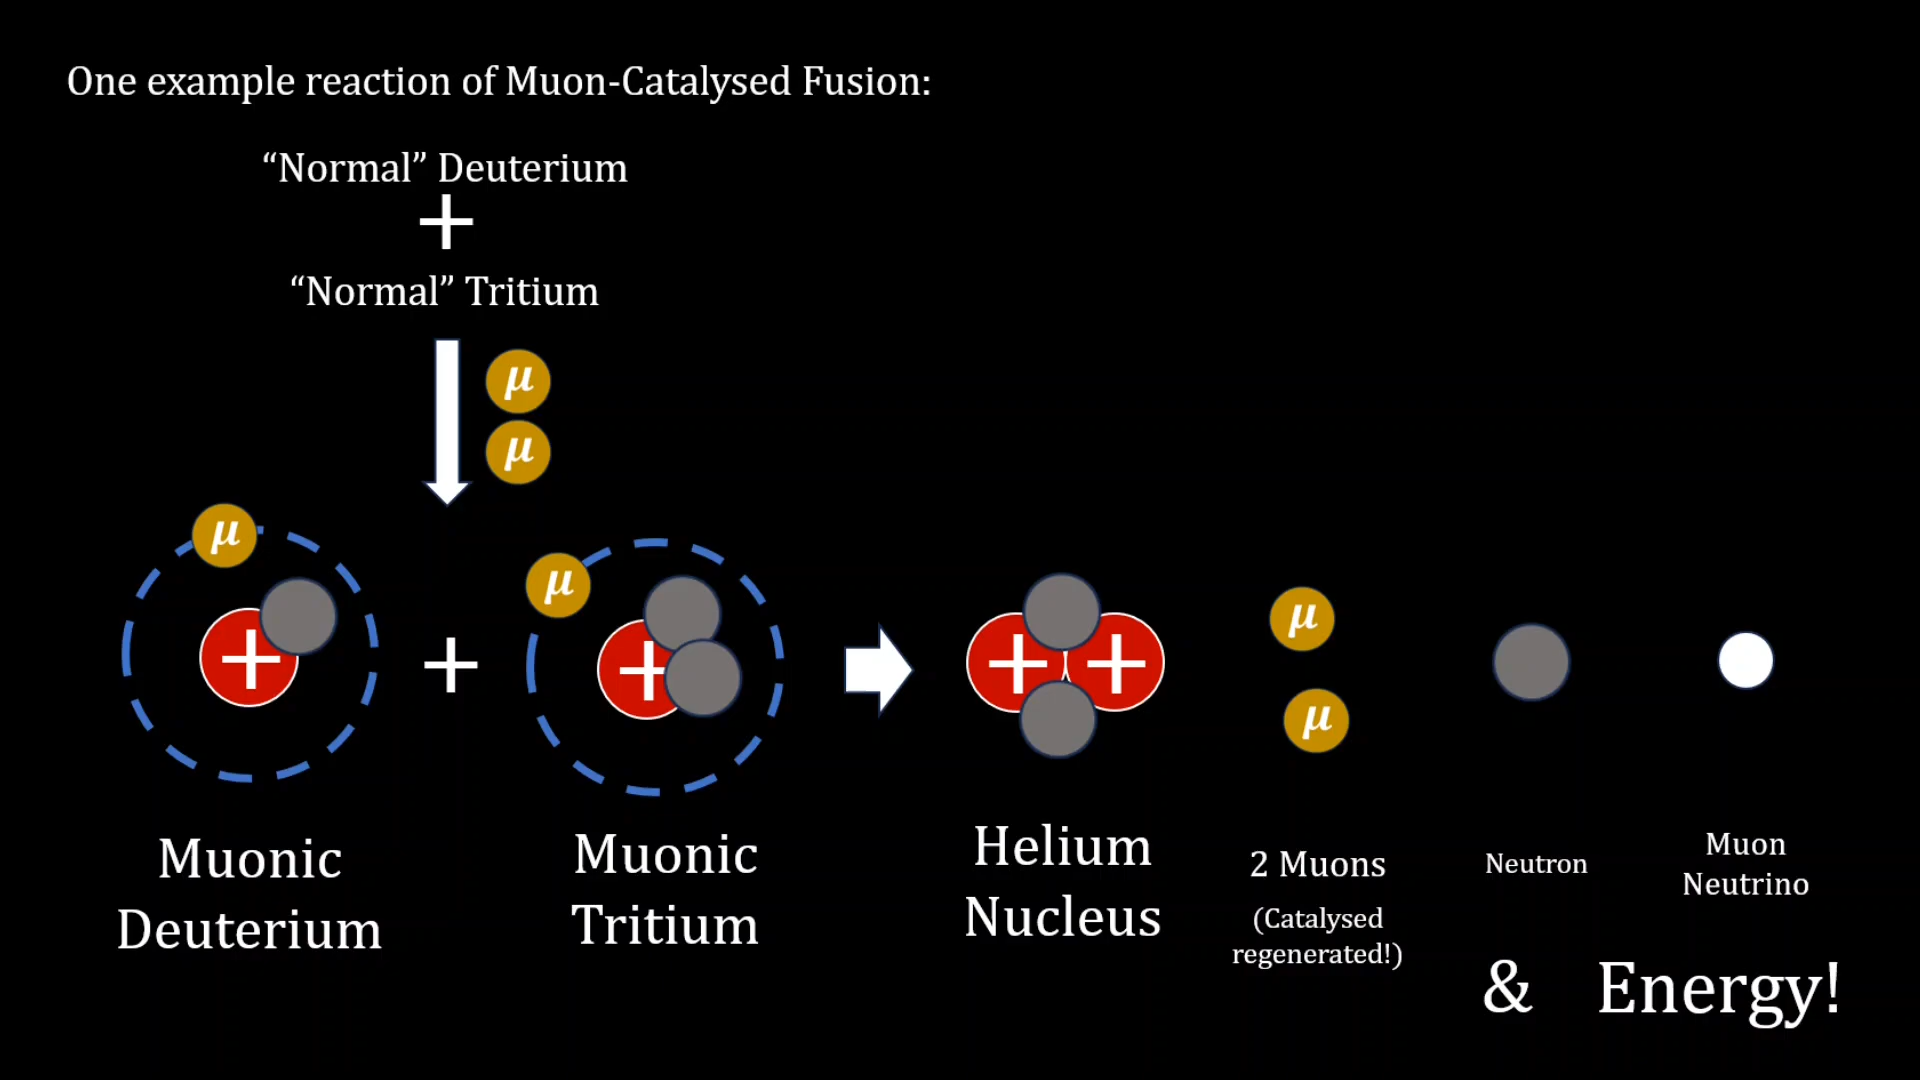 One example reaction of Muon-Catalysed Fusion:
“Normal” Deuterium
+
“Normal” Tritium
μ
μ
μ
μ
+
+
+
+
+
μ
μ
Muonic
Deuterium
Muonic
Tritium
Helium
Nucleus
2 Muons
(Catalysed
regenerated!)
Neutron
Muon
Neutrino
& Energy!